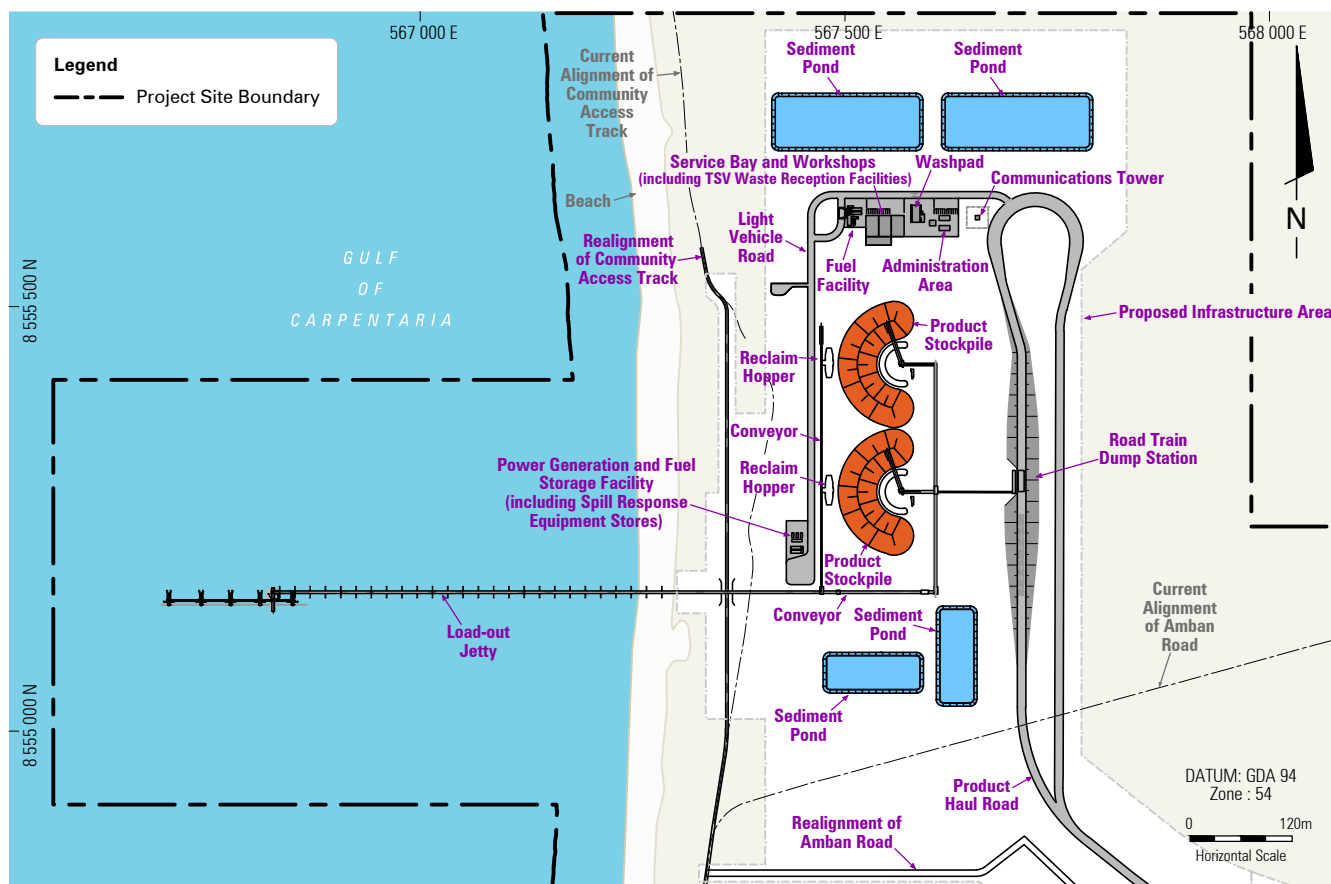 567 000 E
567 500 E
568 000 E
Legend
Project Site Boundary
Current
Alignment of
Community
Access
Track
Sediment
Pond
Sediment
Pond
Service Bay and Workshops
(including TSV Waste Reception Facilities)
Washpad
Communications Tower
Beach
Light
Vehicle
Road
N
Realignment
of Community
Access Track
Fuel
Facility
Administration
Area
GULF
OF
CARPENTARIA
8 555 500 N
Product
Stockpile
Proposed Infrastructure Area
Reclaim
Hopper
Conveyor
Road Train
Dump Station
Power Generation and Fuel
Storage Facility
(including Spill Response
Equipment Stores)
Reclaim
Hopper
Product
Stockpile
Current
Alignment
of Amban
Road
Load-out
Jetty
Conveyor
Sediment
Pond
8 555 000 N
Sediment
Pond
Product
Haul Road
DATUM: GDA 94
Zone : 54
0 120m
Horizontal Scale
Realignment of
Amban Road